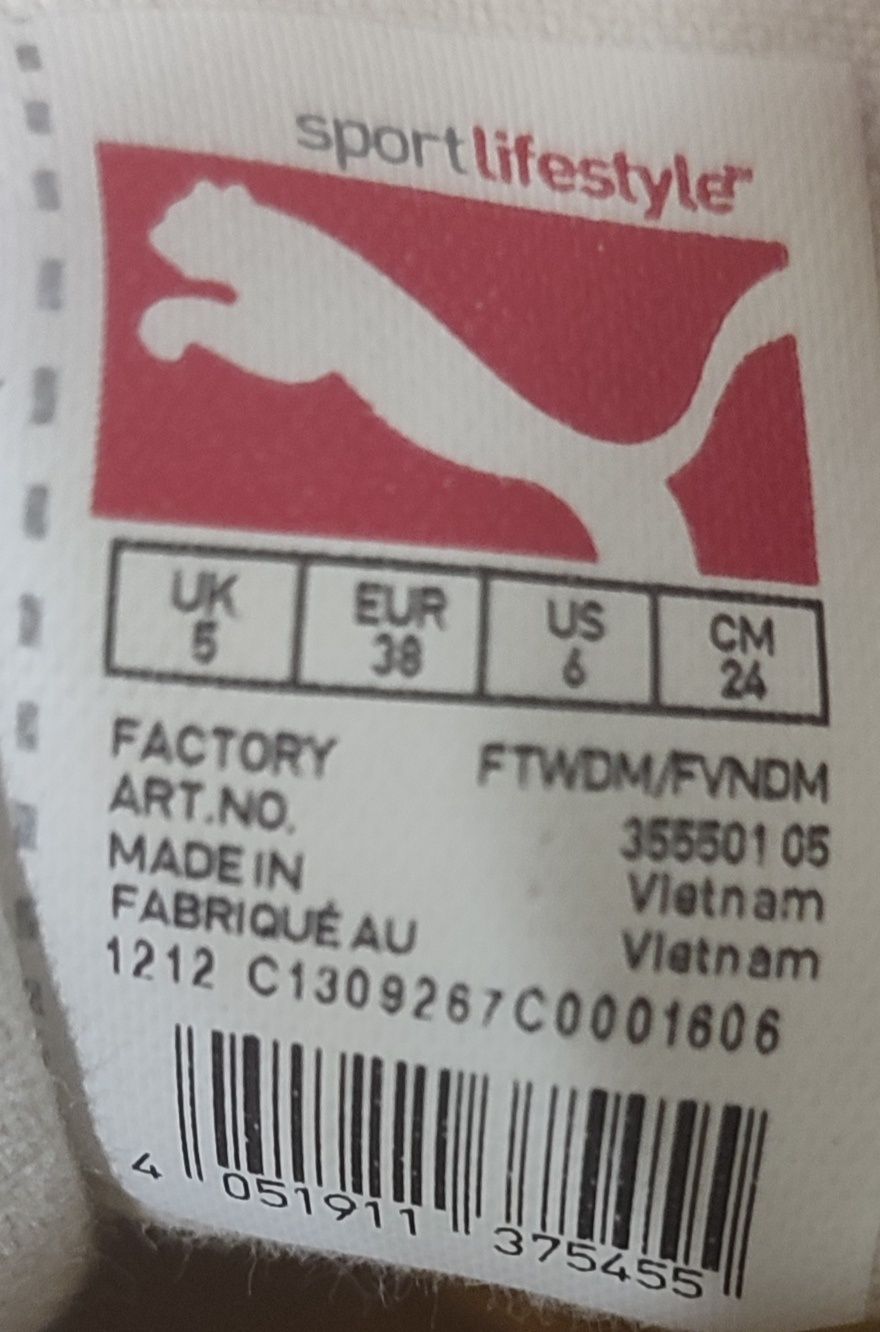 sportlifestyle™
UK EUR US CM
5 38 6 24
FACTORY FTWDM/FVNDM
ART.NO. 355501 05
MADE IN Vietnam
FABRIQUÉ AU Vietnam
1212 C1309267C0001606
4 051911 375455